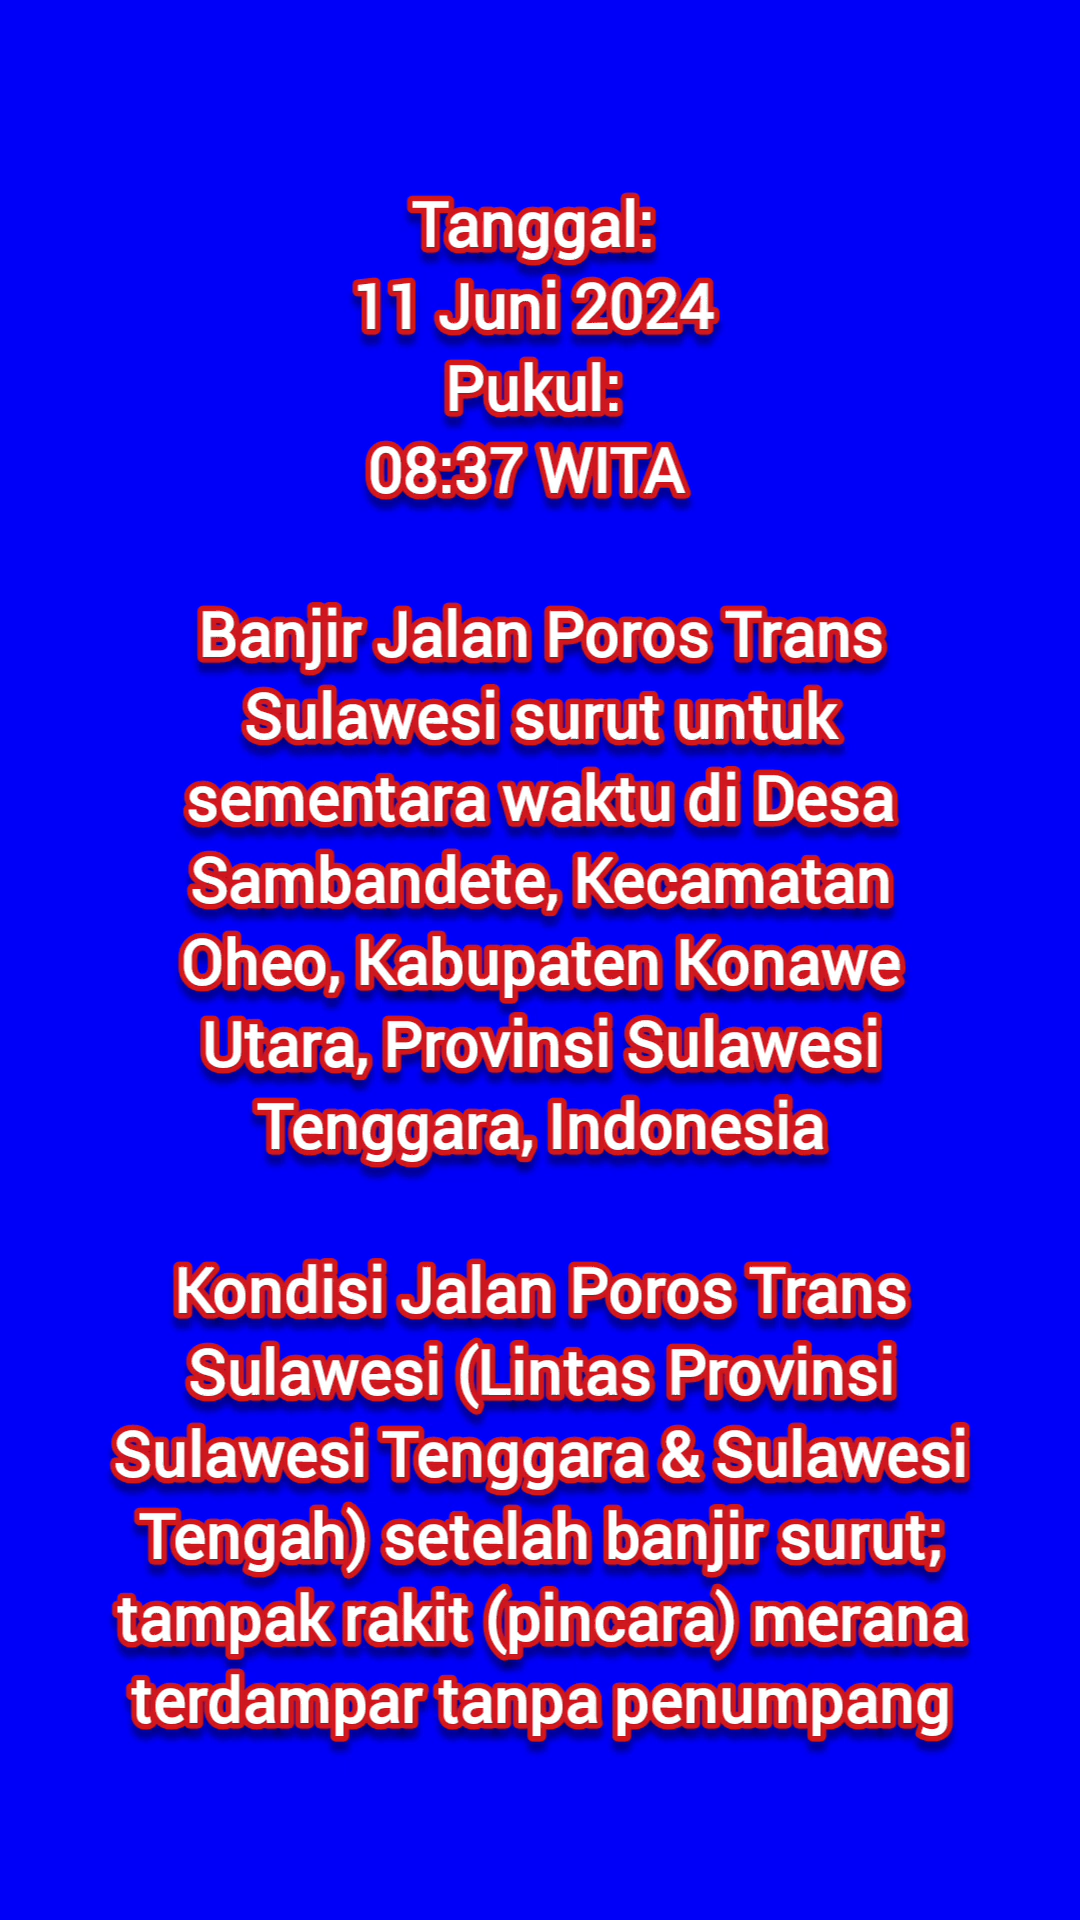 Tanggal:
11 Juni 2024
Pukul:
08:37 WITA
Banjir Jalan Poros Trans
Sulawesi surut untuk
sementara waktu di Desa
Sambandete, Kecamatan
Oheo, Kabupaten Konawe
Utara, Provinsi Sulawesi
Tenggara, Indonesia
Kondisi Jalan Poros Trans
Sulawesi (Lintas Provinsi
Sulawesi Tenggara & Sulawesi
Tengah) setelah banjir surut;
tampak rakit (pincara) merana
terdampar tanpa penumpang